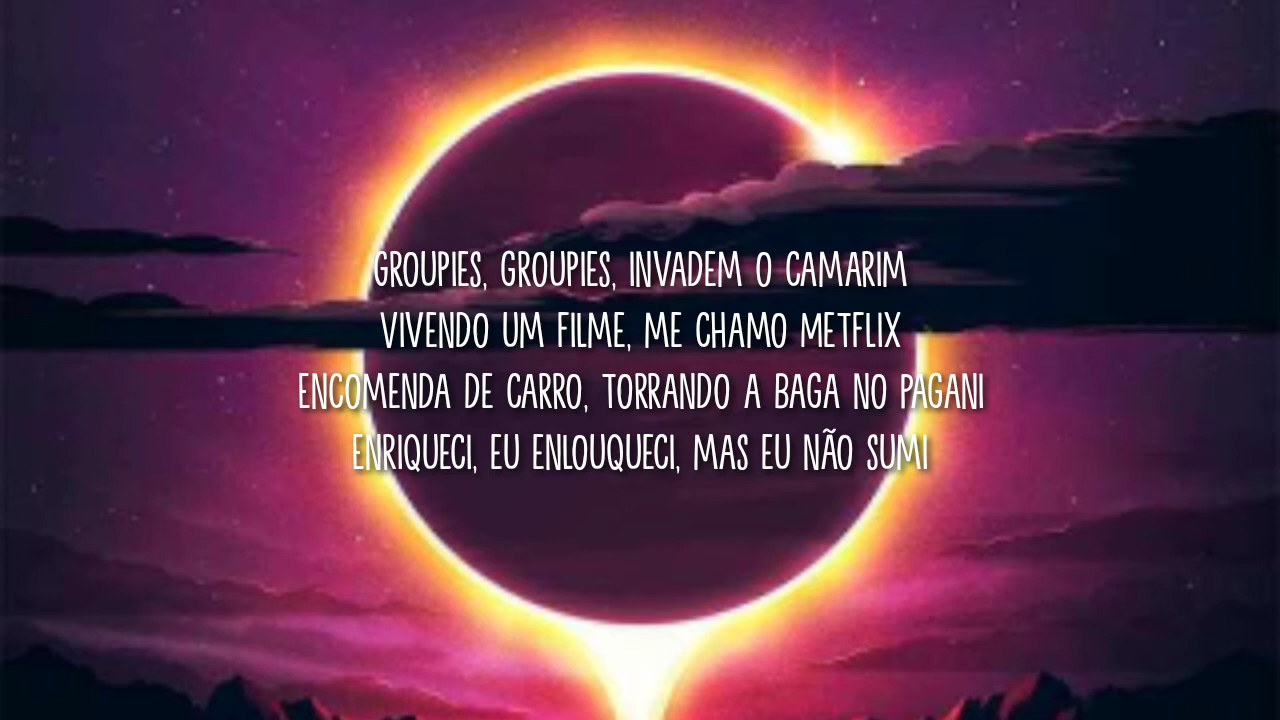 GROUPIES, GROUPIES, INVADEM O CAMARIM
VIVENDO UM FILME, ME CHAMO METFLIX
ENCOMENDA DE CARRO, TORRANDO A BAGA NO PAGANI
ENRIQUECI, EU ENLOUQUECI, MAS EU NÃO SUMI